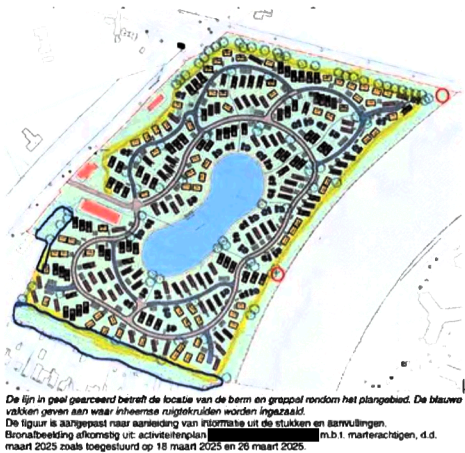 De lijn in geel gearceerd betreft de locatie van de berm en greppel rondom het plangebied. De blauwe
vakken geven aan waar inheemse ruigtekruiden worden ingezaaid.
De figuur is aangepast naar aanleiding van informatie uit de stukken en aanvullingen.
Bronafbeelding afkomstig uit: activiteitenplan m.b.t. marterachtigen, d.d.
maart 2025 zoals toegestuurd op 18 maart 2025 en 26 maart 2025.